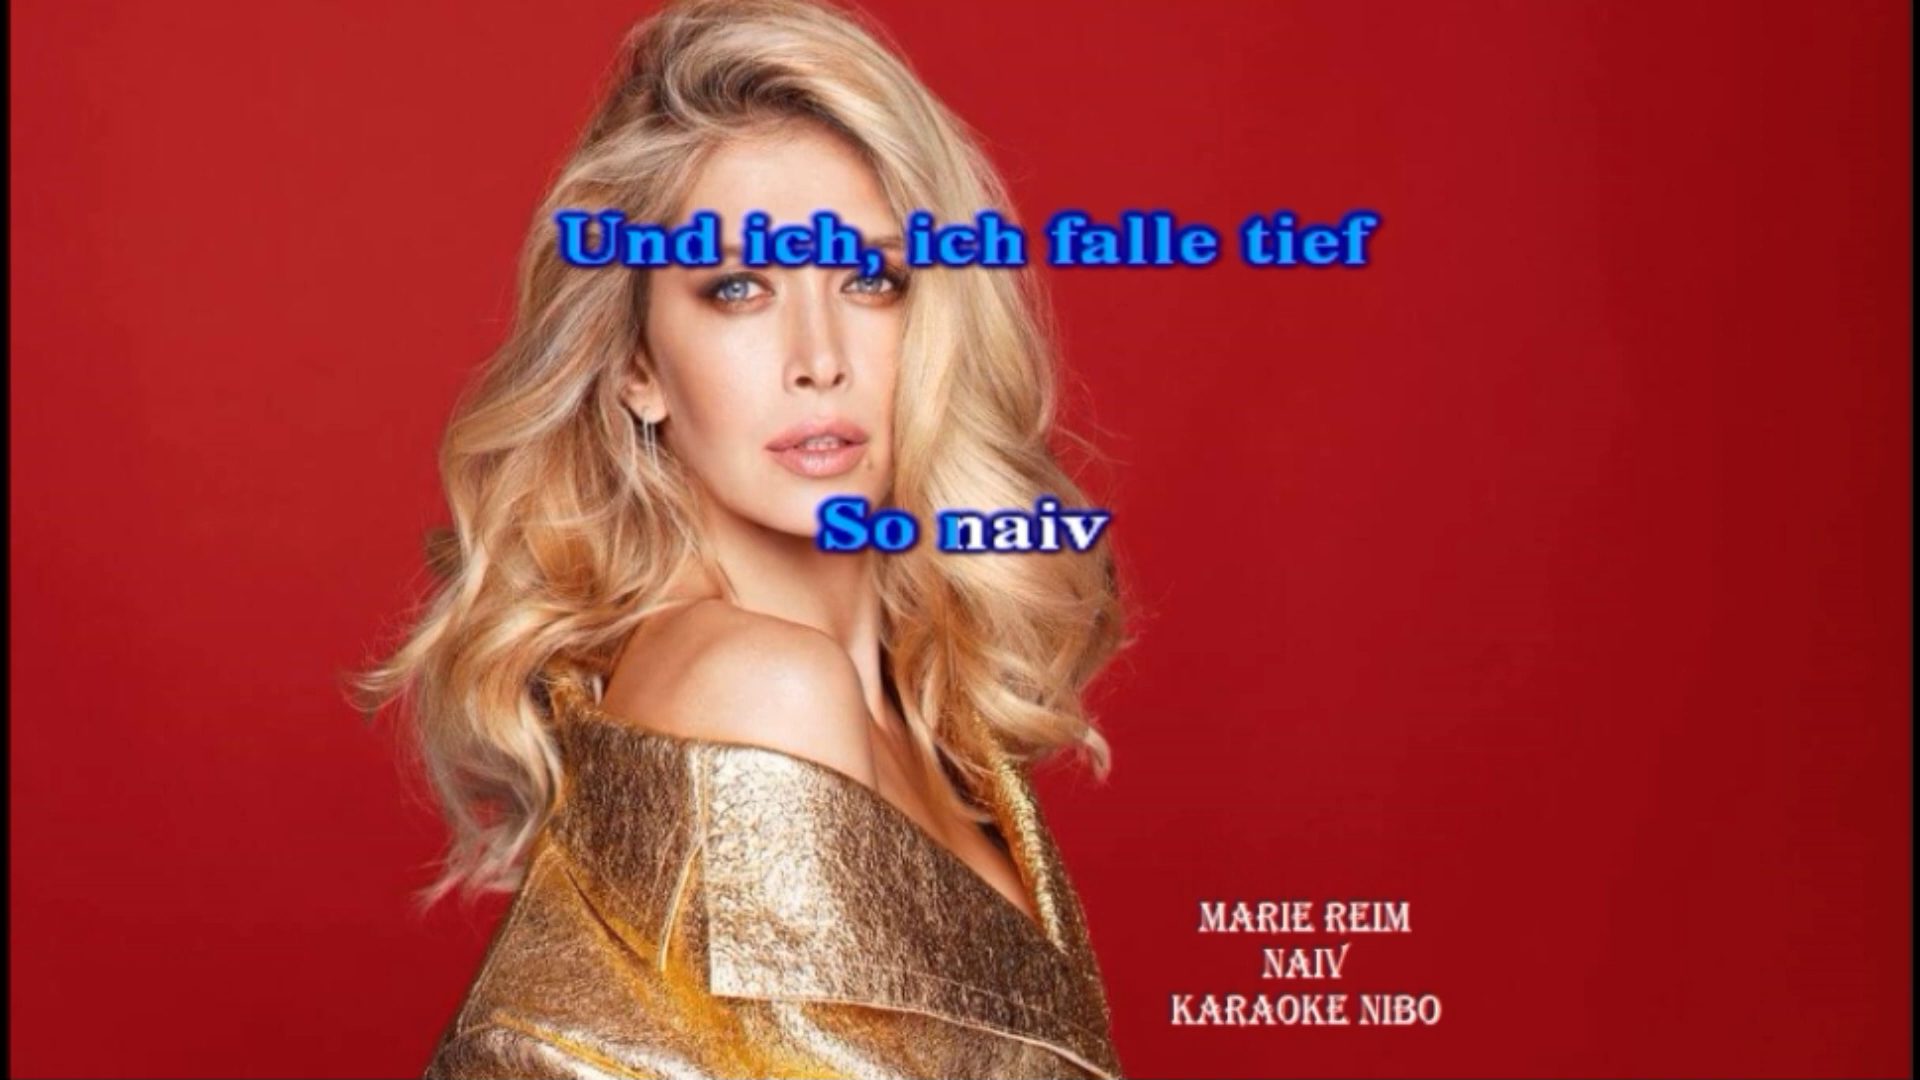 Und ich, ich falle tief
So naiv
MARIE REIM
NAIV
KARAOKE NIBO